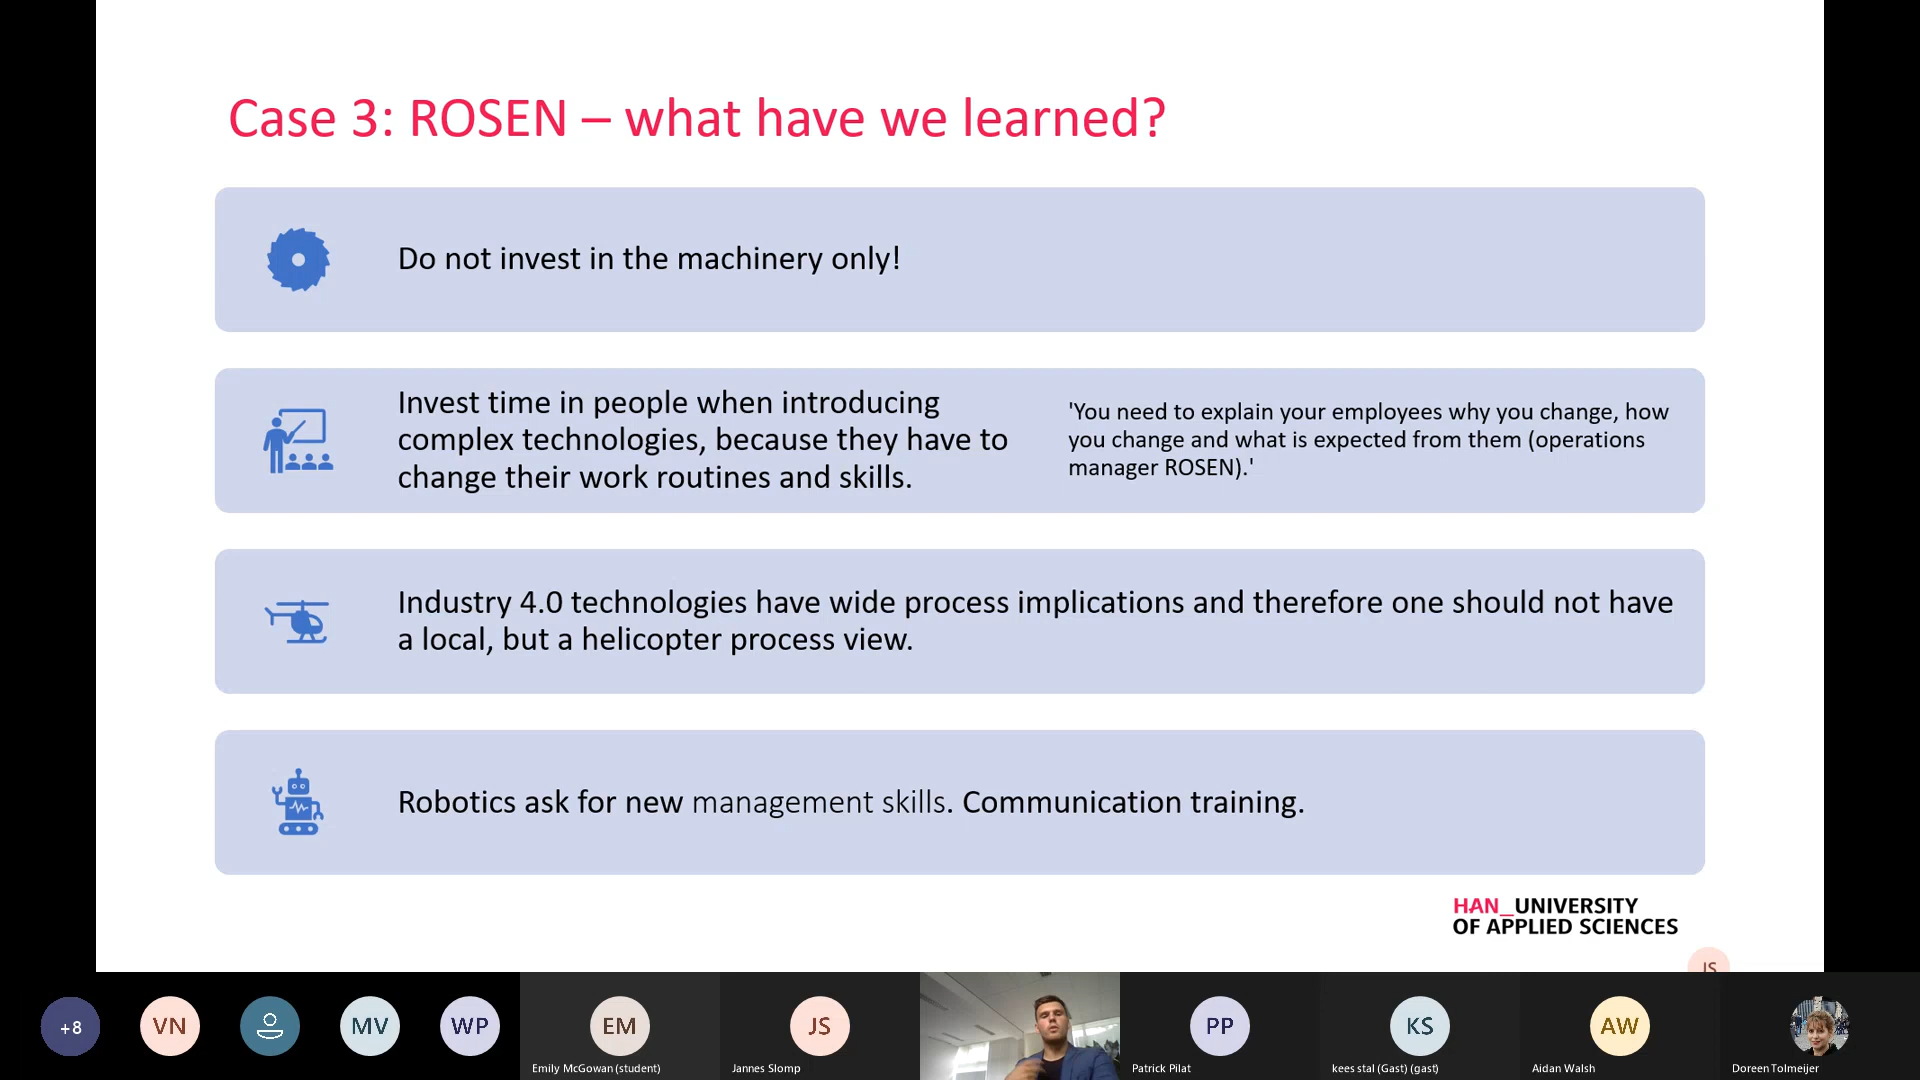 Case 3: ROSEN – what have we learned?
Do not invest in the machinery only!
Invest time in people when introducing
complex technologies, because they have to
change their work routines and skills.
'You need to explain your employees why you change, how
you change and what is expected from them (operations
manager ROSEN).'
Industry 4.0 technologies have wide process implications and therefore one should not have
a local, but a helicopter process view.
Robotics ask for new management skills. Communication training.
HAN_UNIVERSITY
OF APPLIED SCIENCES
JS
+8
VN
MV
WP
EM
JS
PP
KS
AW
Emily McGowan (student)
Jannes Slomp
Patrick Pilat
kees stal (Gast) (gast)
Aidan Walsh
Doreen Tolmeijer